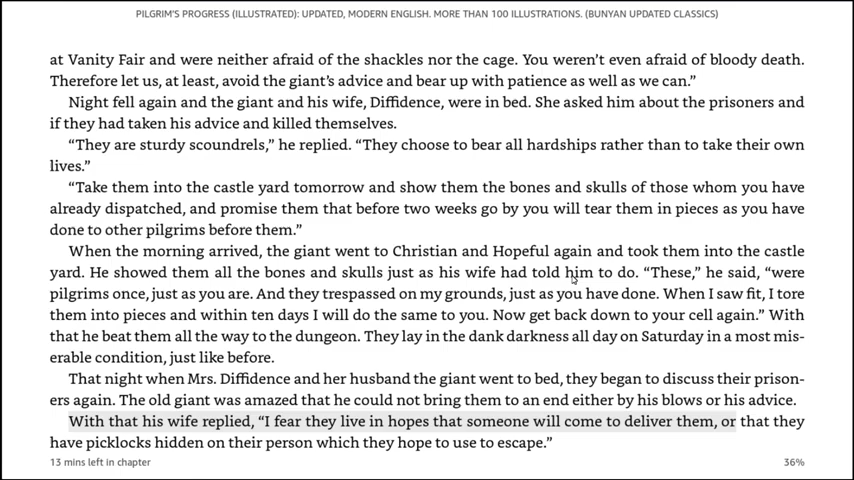 PILGRIM'S PROGRESS (ILLUSTRATED): UPDATED, MODERN ENGLISH. MORE THAN 100 ILLUSTRATIONS. (BUNYAN UPDATED CLASSICS)
at Vanity Fair and were neither afraid of the shackles nor the cage. You weren't even afraid of bloody death.
Therefore let us, at least, avoid the giant's advice and bear up with patience as well as we can.”
Night fell again and the giant and his wife, Diffidence, were in bed. She asked him about the prisoners and
if they had taken his advice and killed themselves.
“They are sturdy scoundrels,” he replied. “They choose to bear all hardships rather than to take their own
lives.”
“Take them into the castle yard tomorrow and show them the bones and skulls of those whom you have
already dispatched, and promise them that before two weeks go by you will tear them in pieces as you have
done to other pilgrims before them.”
When the morning arrived, the giant went to Christian and Hopeful again and took them into the castle
yard. He showed them all the bones and skulls just as his wife had told him to do. “These,” he said, “were
pilgrims once, just as you are. And they trespassed on my grounds, just as you have done. When I saw fit, I tore
them into pieces and within ten days I will do the same to you. Now get back down to your cell again.” With
that he beat them all the way to the dungeon. They lay in the dank darkness all day on Saturday in a most mis-
erable condition, just like before.
That night when Mrs. Diffidence and her husband the giant went to bed, they began to discuss their prison-
ers again. The old giant was amazed that he could not bring them to an end either by his blows or his advice.
With that his wife replied, “I fear they live in hopes that someone will come to deliver them, or that they
have picklocks hidden on their person which they hope to use to escape.”
13 mins left in chapter
36%